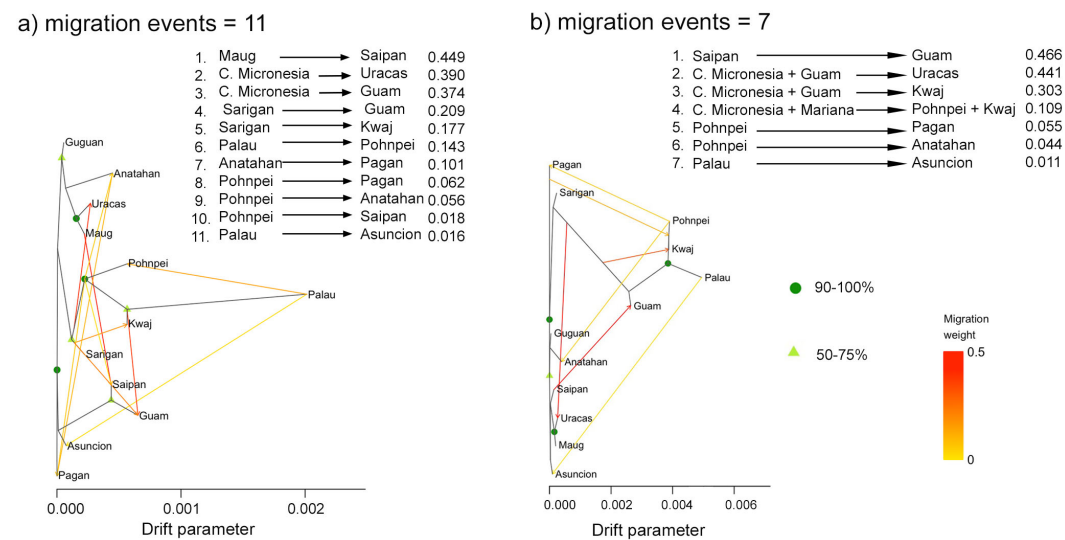 a) migration events = 11
1. Maug Saipan 0.449
2. C. Micronesia Uracas 0.390
3. C. Micronesia Guam 0.374
4. Sarigan Guam 0.209
5. Sarigan Kwaj 0.177
6. Palau Pohnpei 0.143
7. Anatahan Pagan 0.101
8. Pohnpei Pagan 0.062
9. Pohnpei Anatahan 0.056
10. Pohnpei Saipan 0.018
11. Palau Asuncion 0.016
Guguan
Anatahan
Uracas
Maug
Pohnpei
Palau
Kwaj
Sarigan
Saipan
Guam
Asuncion
Pagan
0.000 0.001 0.002
Drift parameter
b) migration events = 7
1. Saipan Guam 0.466
2. C. Micronesia + Guam Uracas 0.441
3. C. Micronesia + Guam Kwaj 0.303
4. C. Micronesia + Mariana Pohnpei + Kwaj 0.109
5. Pohnpei Pagan 0.055
6. Pohnpei Anatahan 0.044
7. Palau Asuncion 0.011
Pagan
Sarigan
Pohnpei
Kwaj
Palau
Guam
Guguan
Anatahan
Saipan
Uracas
Maug
Asuncion
0.000 0.002 0.004 0.006
Drift parameter
90-100%
50-75%
Migration
weight
0.5
0